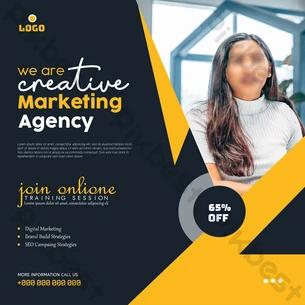 LOGO
we are
creative
Marketing
Agency
join onlione
TRAINING SESSION
65%
OFF
Digital Marketing
Brand Build Strategies
SEO Campaing Strategies
MORE INFORMATION CALL US
+000 000 000 000